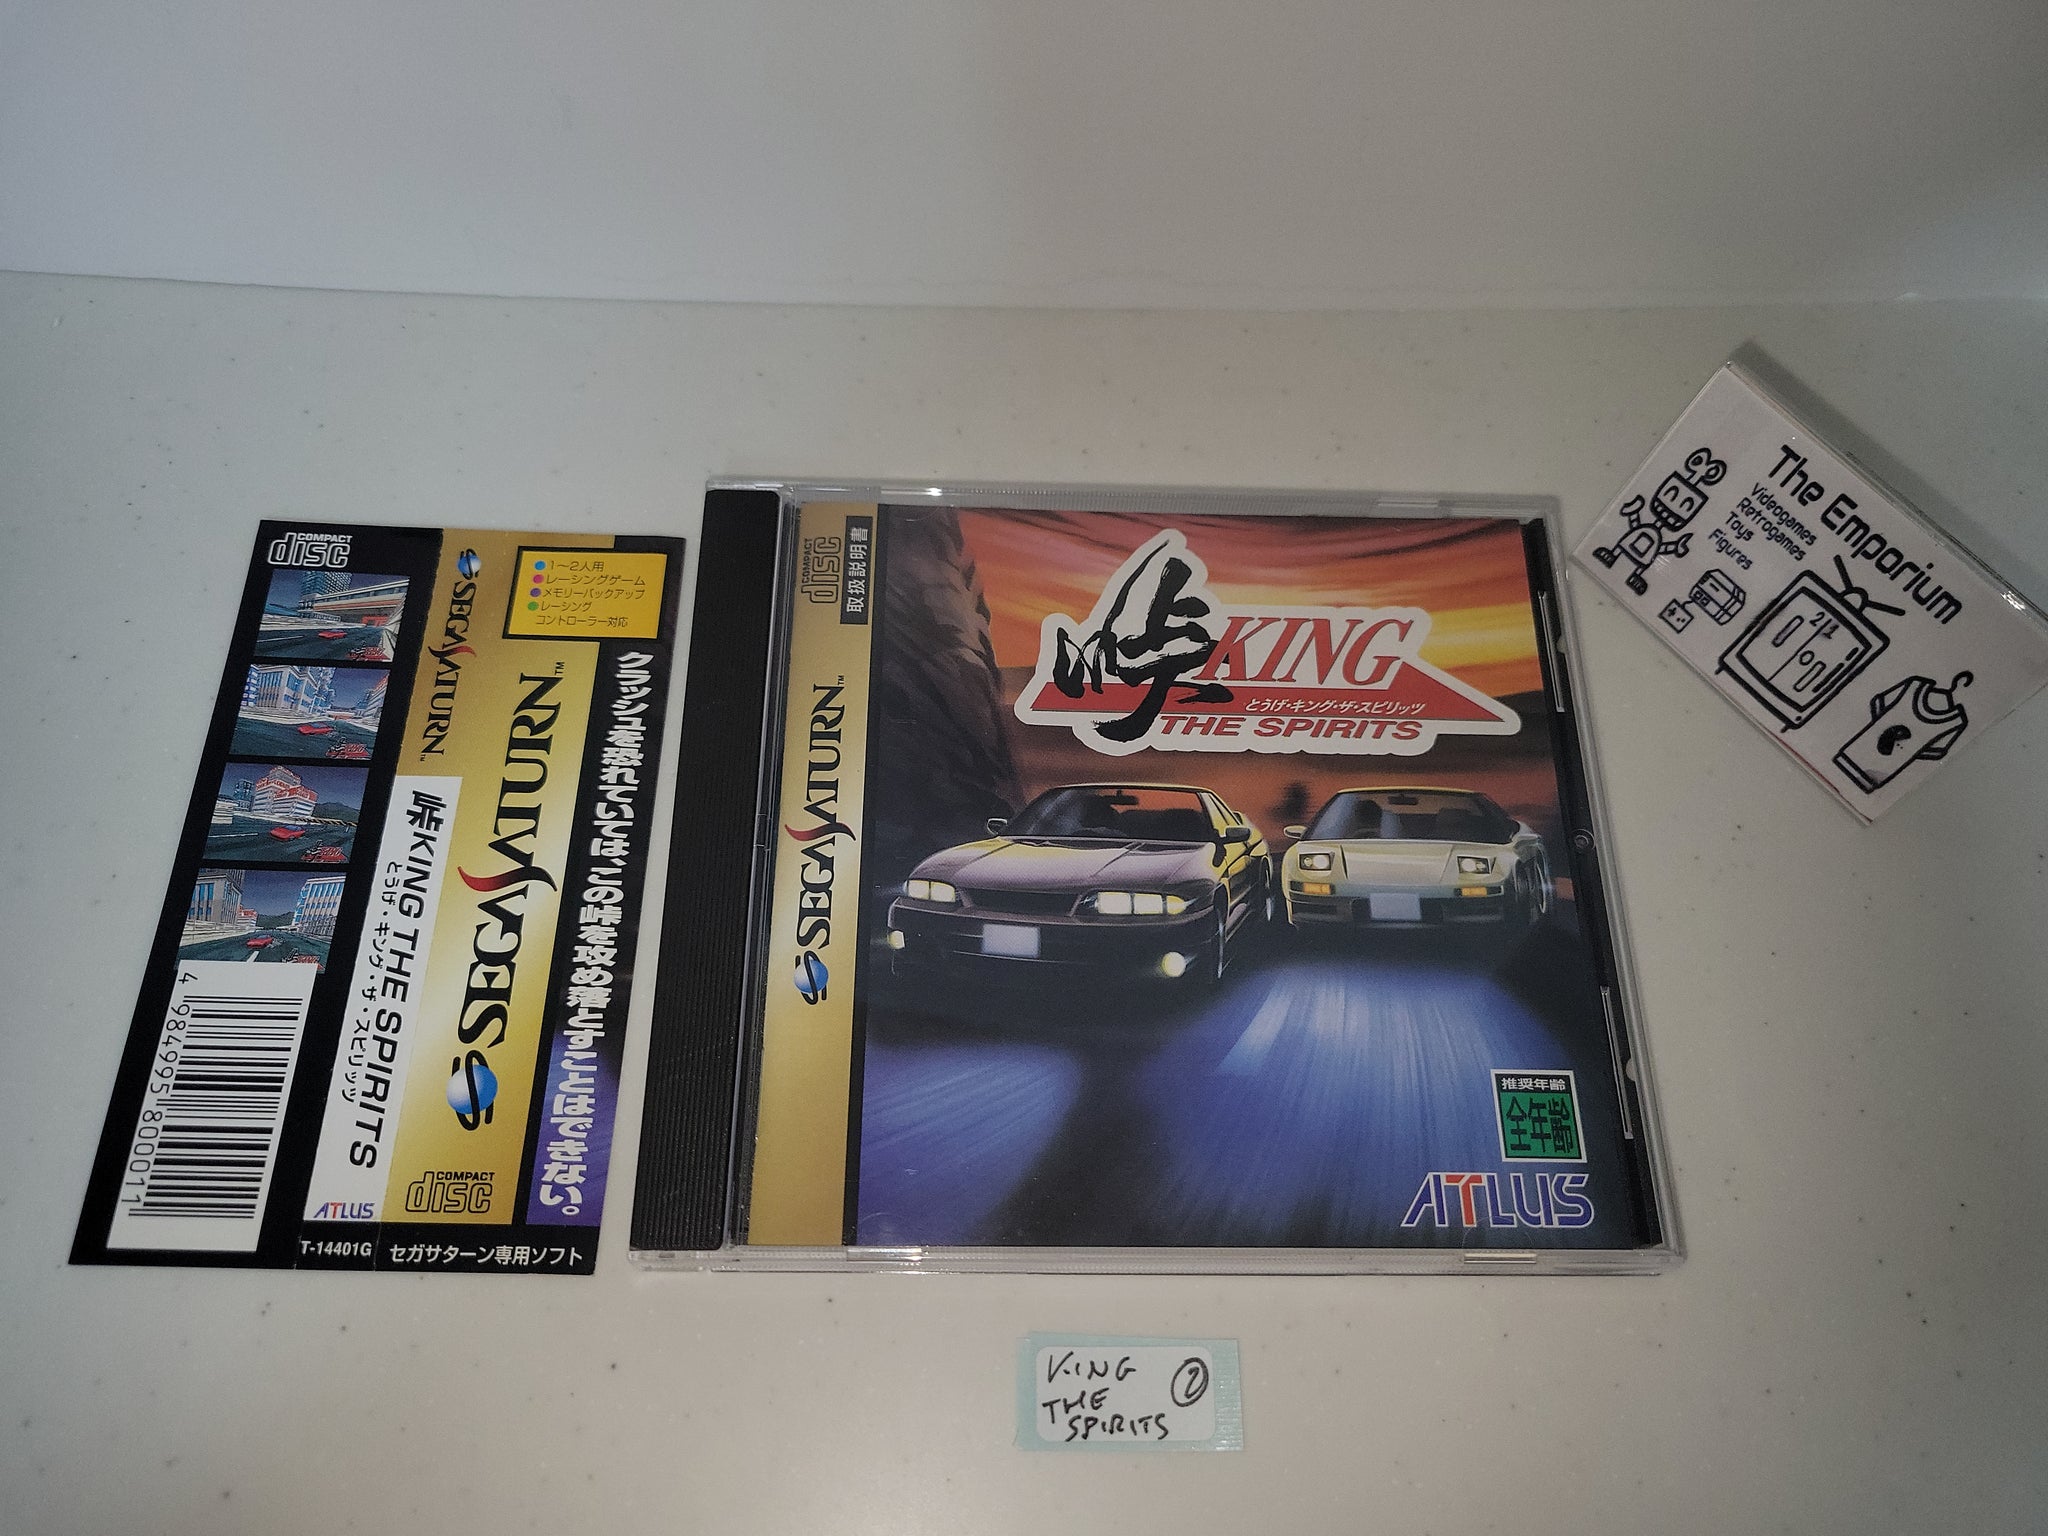 COMPACT
disc
SEGA SATURN™
1〜2人用
レーシングゲーム
メモリーバックアップ
レーシング
コントローラー対応
峠KING THE SPIRITS
とうげ・キング・ザ・スピリッツ
ATLUS
SEGA SATURN™
COMPACT
disc
クラッシュを恐れていては、この峠を攻め落とすことはできない。
4 984995 800011
T-14401G
セガサターン専用ソフト
COMPACT
disc
取扱説明書
SEGA SATURN™
峠KING
とうげ・キング・ザ・スピリッツ
THE SPIRITS
推奨年齢
全年齢
ATLUS
The Emporium
Videogames
Retrogames
Toys
Figures
21
KING
THE
SPIRITS
2